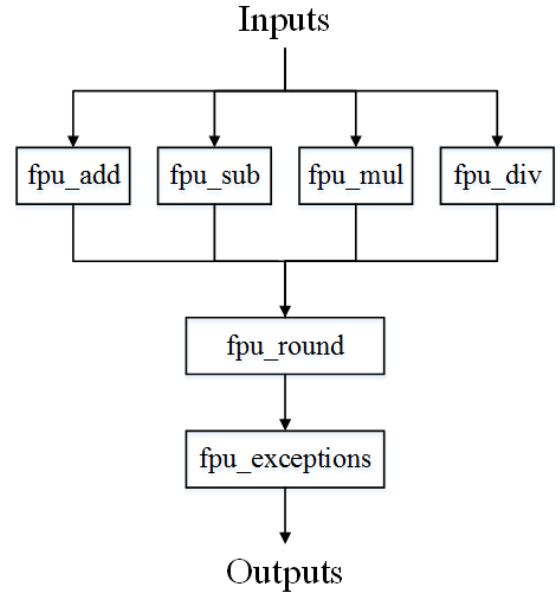 Inputs
fpu_add fpu_sub fpu_mul fpu_div
fpu_round
fpu_exceptions
Outputs